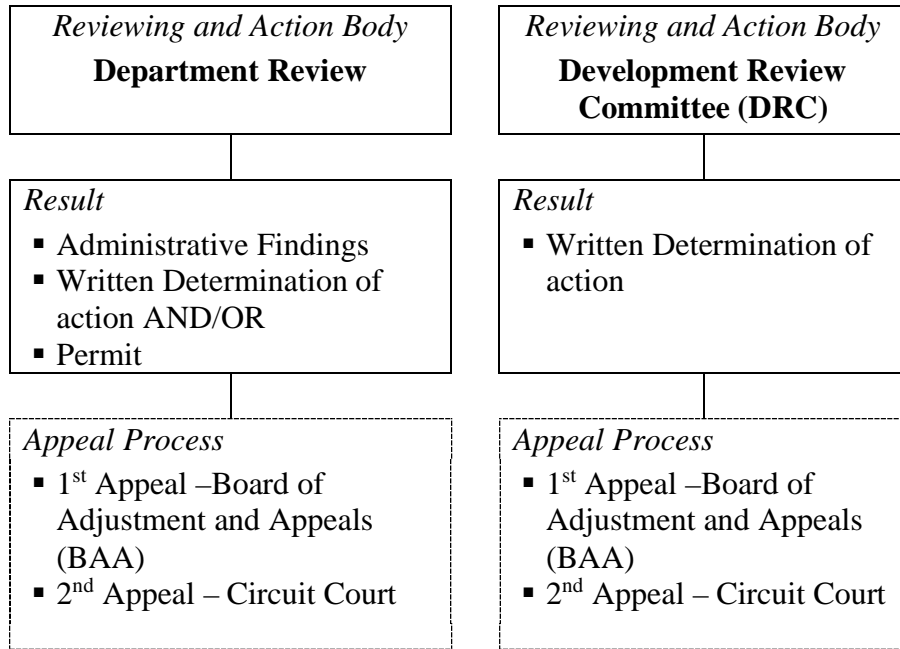 Reviewing and Action Body
Department Review
Result
▪ Administrative Findings
▪ Written Determination of
action AND/OR
▪ Permit
Appeal Process
▪ 1st Appeal –Board of
Adjustment and Appeals
(BAA)
▪ 2nd Appeal – Circuit Court
Reviewing and Action Body
Development Review
Committee (DRC)
Result
▪ Written Determination of
action
Appeal Process
▪ 1st Appeal –Board of
Adjustment and Appeals
(BAA)
▪ 2nd Appeal – Circuit Court